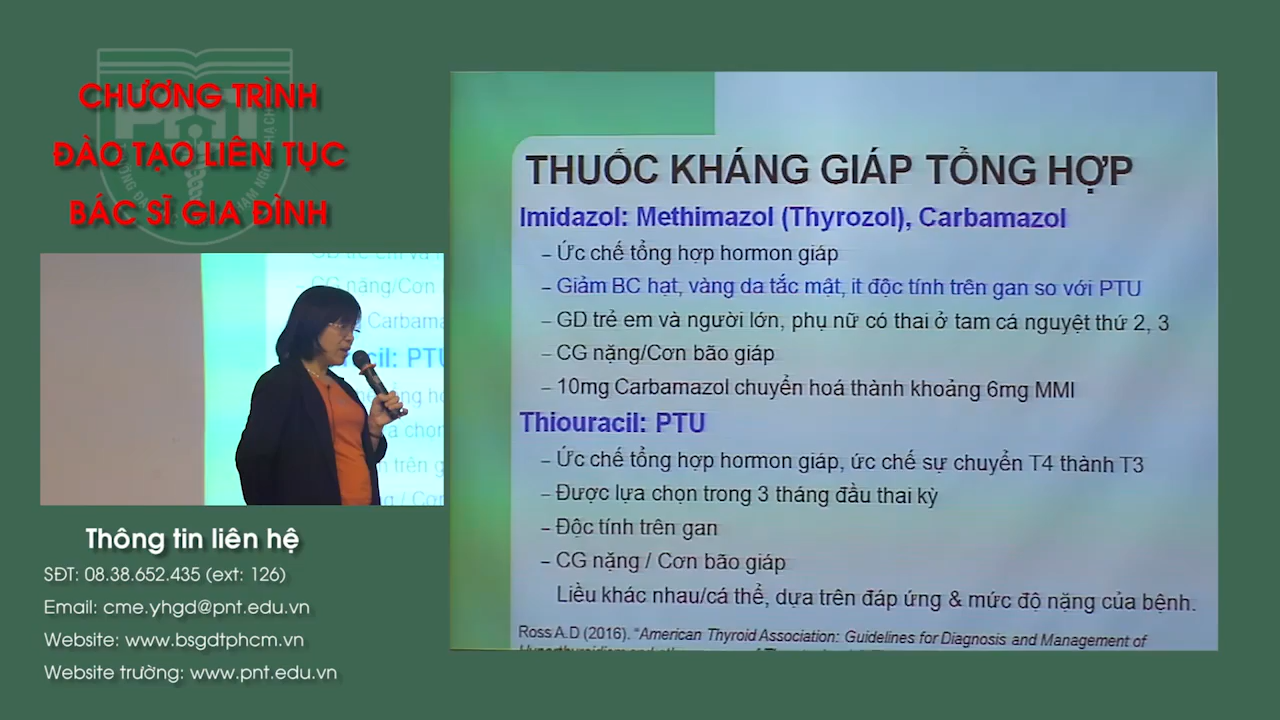 CHƯƠNG TRÌNH
ĐÀO TẠO LIÊN TỤC
BÁC SĨ GIA ĐÌNH
THUỐC KHÁNG GIÁP TỔNG HỢP
Imidazol: Methimazol (Thyrozol), Carbamazol
– Ức chế tổng hợp hormon giáp
– Giảm BC hạt, vàng da tắc mật, it độc tính trên gan so với PTU
– GD trẻ em và người lớn, phụ nữ có thai ở tam cá nguyệt thứ 2, 3
– CG nặng/Cơn bão giáp
– 10mg Carbamazol chuyển hoá thành khoảng 6mg MMI
Thiouracil: PTU
– Ức chế tổng hợp hormon giáp, ức chế sự chuyển T4 thành T3
– Được lựa chọn trong 3 tháng đầu thai kỳ
– Độc tính trên gan
– CG nặng / Cơn bão giáp
Liều khác nhau/cá thể, dựa trên đáp ứng & mức độ nặng của bệnh.
Ross A.D (2016). “American Thyroid Association: Guidelines for Diagnosis and Management of
CG nặng/Cơn
Carbama
cil: PTU
Thông tin liên hệ
SĐT: 08.38.652.435 (ext: 126)
Email: cme.yhgd@pnt.edu.vn
Website: www.bsgdtphcm.vn
Website trường: www.pnt.edu.vn